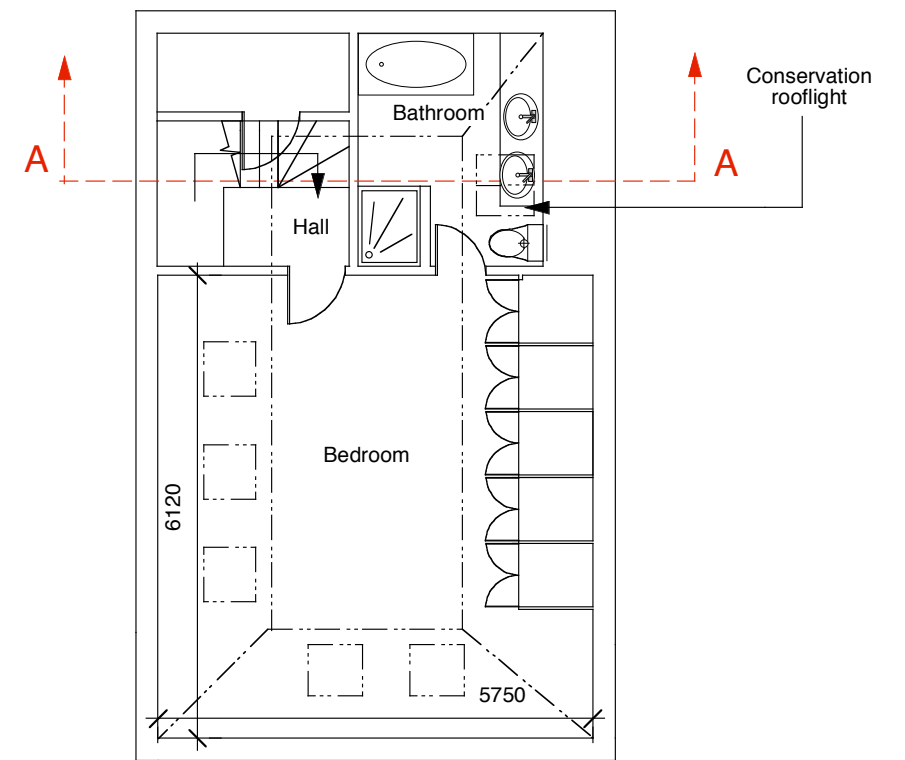 Conservation
rooflight
Bathroom
A
A
Hall
Bedroom
6120
5750